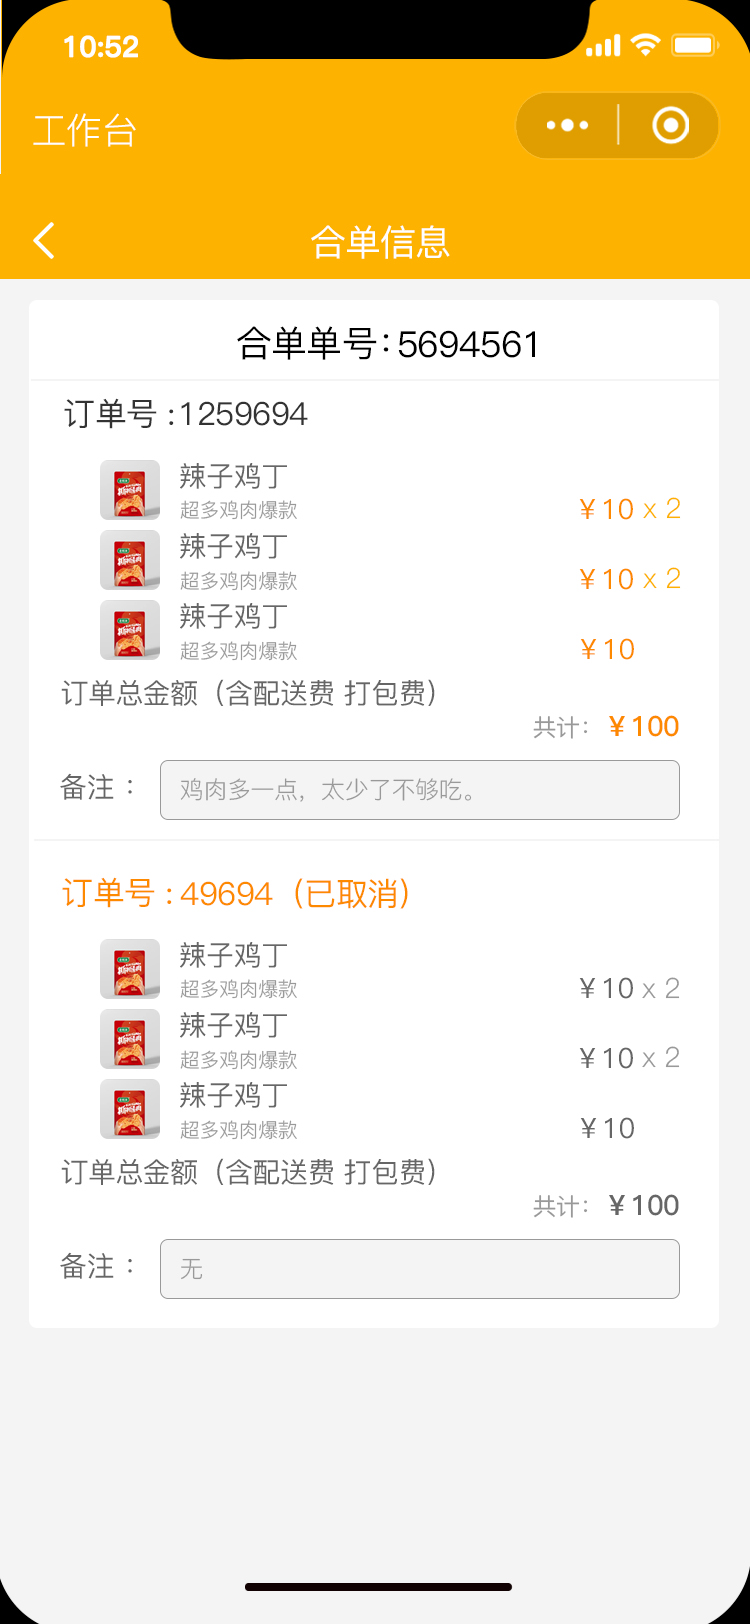 10:52
工作台
合单信息
合单单号:5694561
订单号 :1259694
辣子鸡丁
超多鸡肉爆款
¥10 x 2
辣子鸡丁
超多鸡肉爆款
¥10 x 2
辣子鸡丁
超多鸡肉爆款
¥10
订单总金额（含配送费 打包费）
共计： ¥100
备注 ： 鸡肉多一点，太少了不够吃。
订单号 : 49694（已取消）
辣子鸡丁
超多鸡肉爆款
¥10 x 2
辣子鸡丁
超多鸡肉爆款
¥10 x 2
辣子鸡丁
超多鸡肉爆款
¥10
订单总金额（含配送费 打包费）
共计： ¥100
备注 ： 无